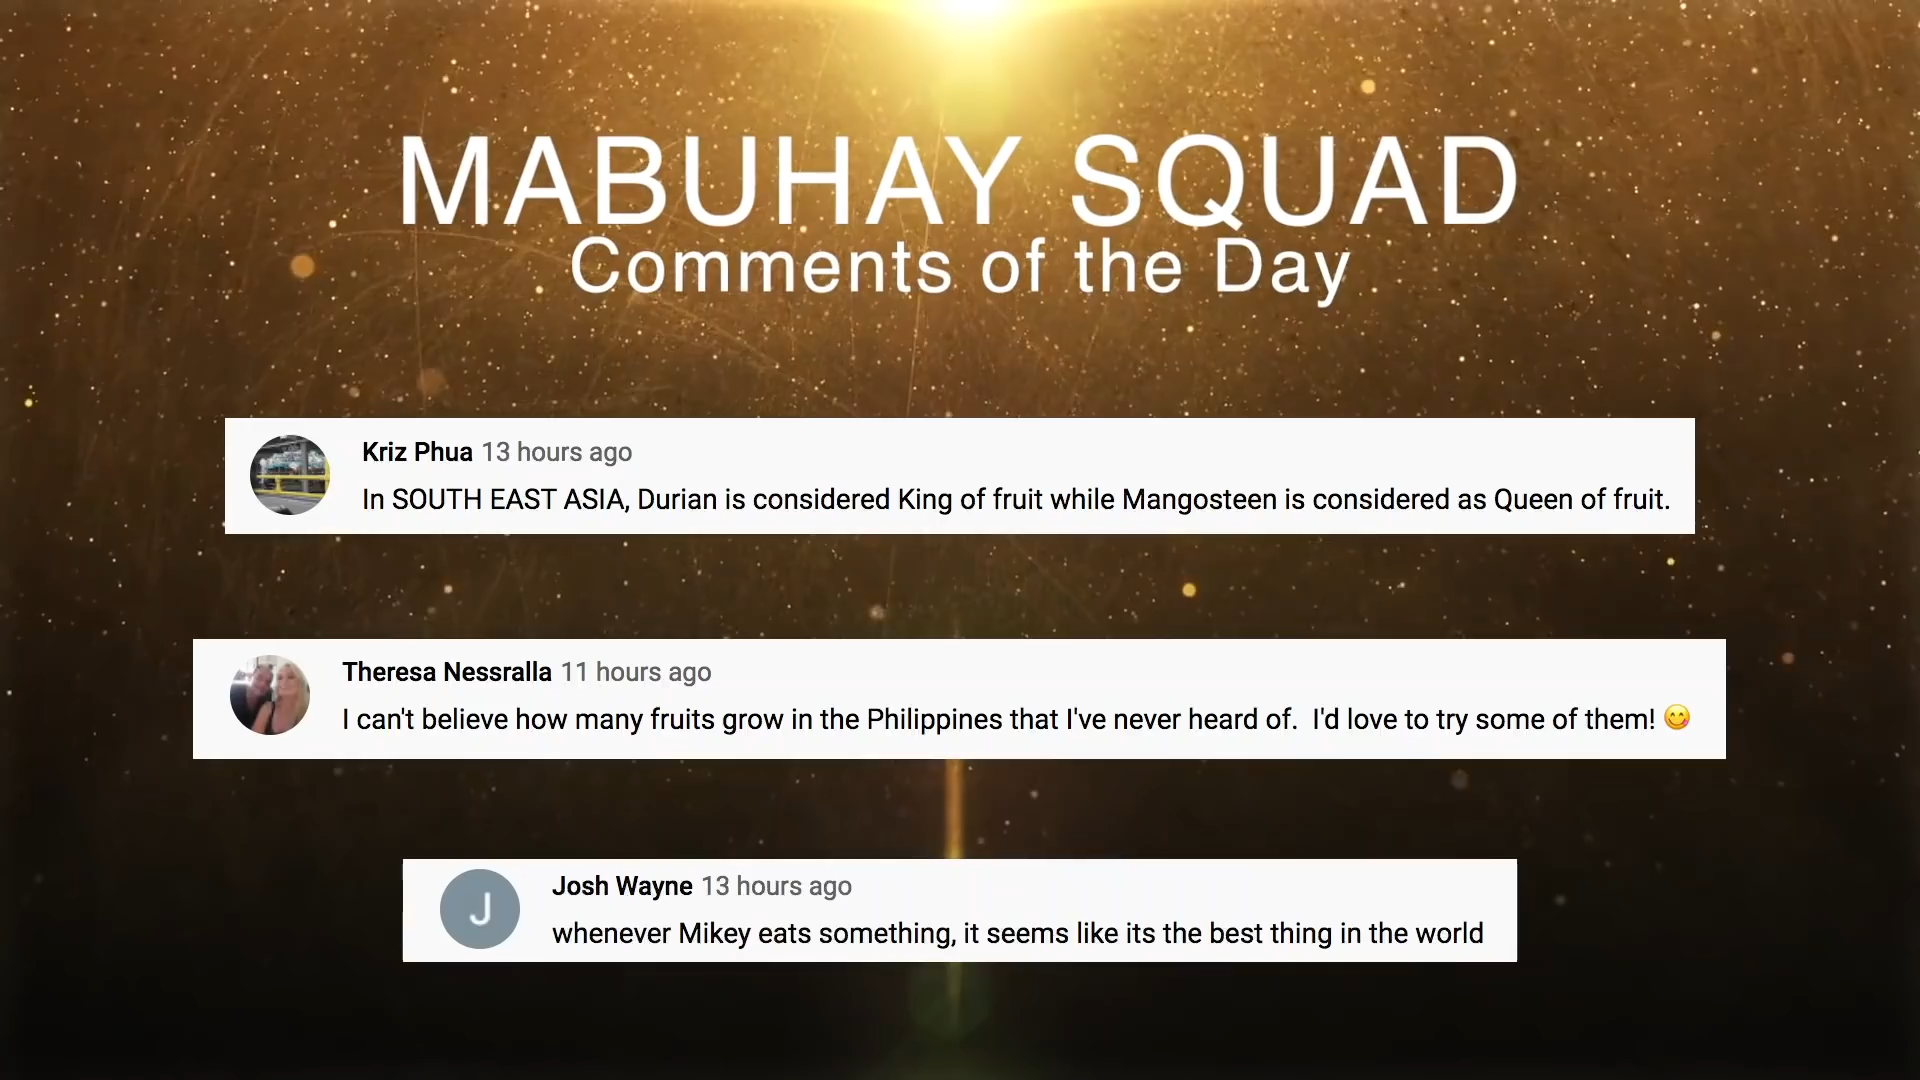 MABUHAY SQUAD
Comments of the Day
Kriz Phua 13 hours ago
In SOUTH EAST ASIA, Durian is considered King of fruit while Mangosteen is considered as Queen of fruit.
Theresa Nessralla 11 hours ago
I can't believe how many fruits grow in the Philippines that I've never heard of.  I'd love to try some of them! 😋
J
Josh Wayne 13 hours ago
whenever Mikey eats something, it seems like its the best thing in the world